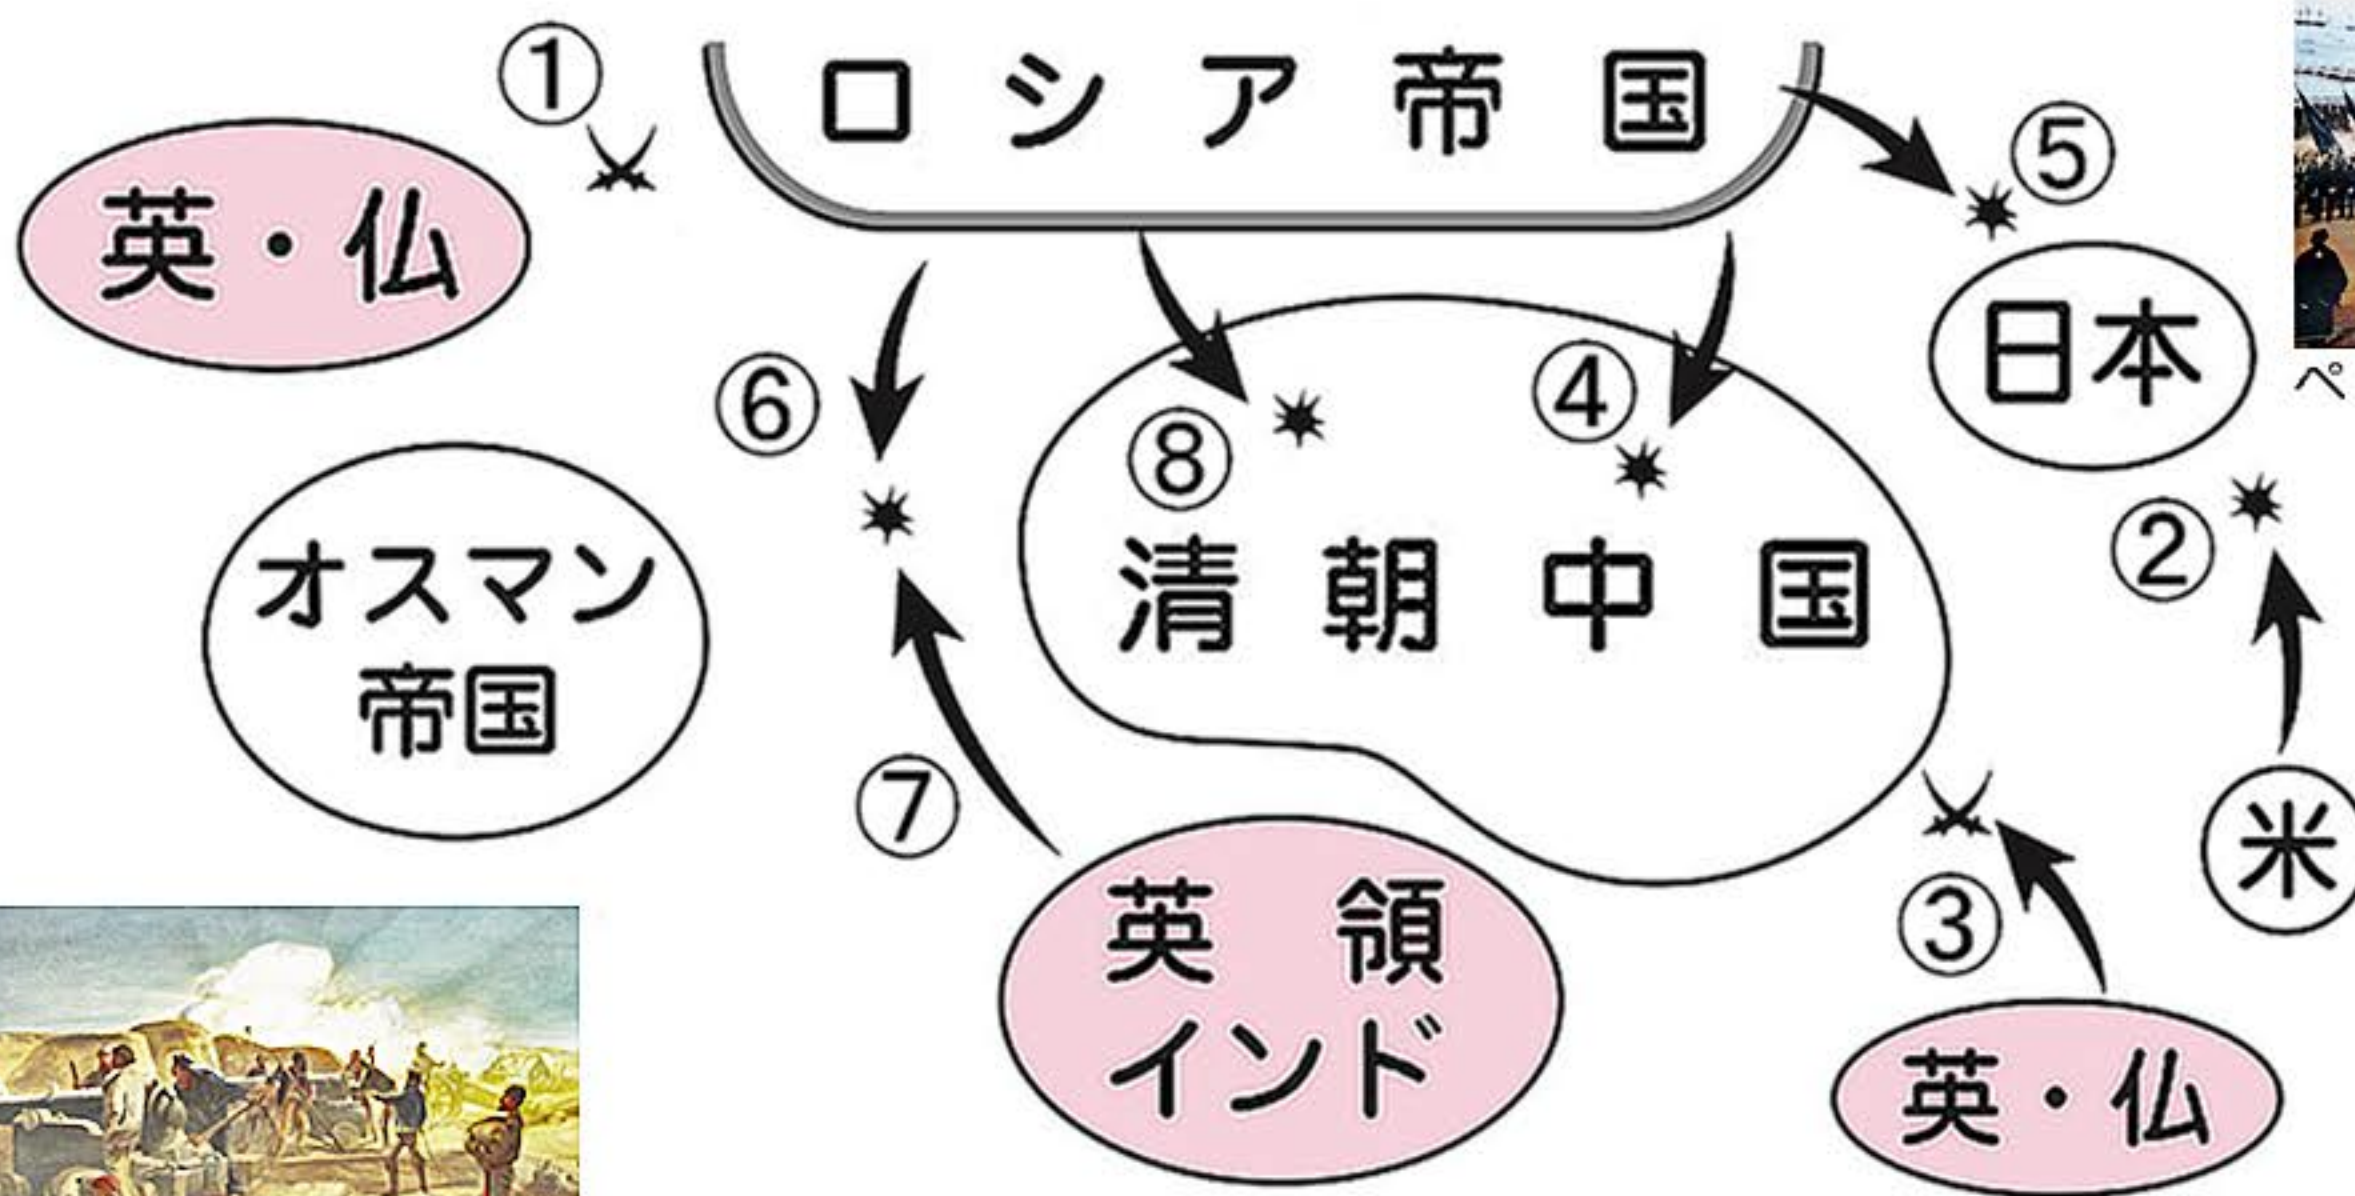 ①
ロシア帝国
⑤
英・仏
日本
ペ
⑥
⑧
④
②
オスマン
帝国
清朝中国
⑦
米
③
英領
インド
英・仏